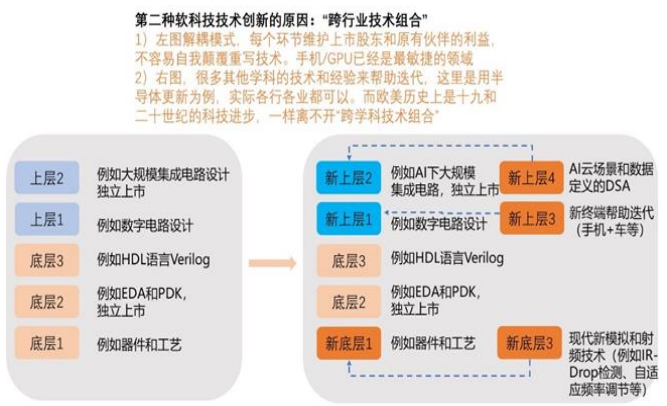 第二种软科技技术创新的原因：“跨行业技术组合”
1）左图解耦模式，每个环节维护上市股东和原有伙伴的利益，
不容易自我颠覆重写技术。手机/GPU已经是最敏捷的领域
2）右图，很多其他学科的技术和经验来帮助迭代，这里是用半
导体更新为例，实际各行各业都可以。而欧美历史上是十九和
二十世纪的科技进步，一样离不开“跨学科技术组合”
上层2
例如大规模集成电路设计
独立上市
上层1
例如数字电路设计
底层3
例如HDL语言Verilog
底层2
例如EDA和PDK，
独立上市
底层1
例如器件和工艺
新上层2
例如AI下大规模
集成电路，独立上市
新上层4
AI云场景和数据
定义的DSA
新上层1
例如数字电路设计
新上层3
新终端帮助迭代
（手机+车等）
底层3
例如HDL语言Verilog
底层2
例如EDA和PDK，
独立上市
新底层1
例如器件和工艺
新底层3
现代新模拟和射
频技术（例如IR-
Drop检测、自适
应频率调节等）